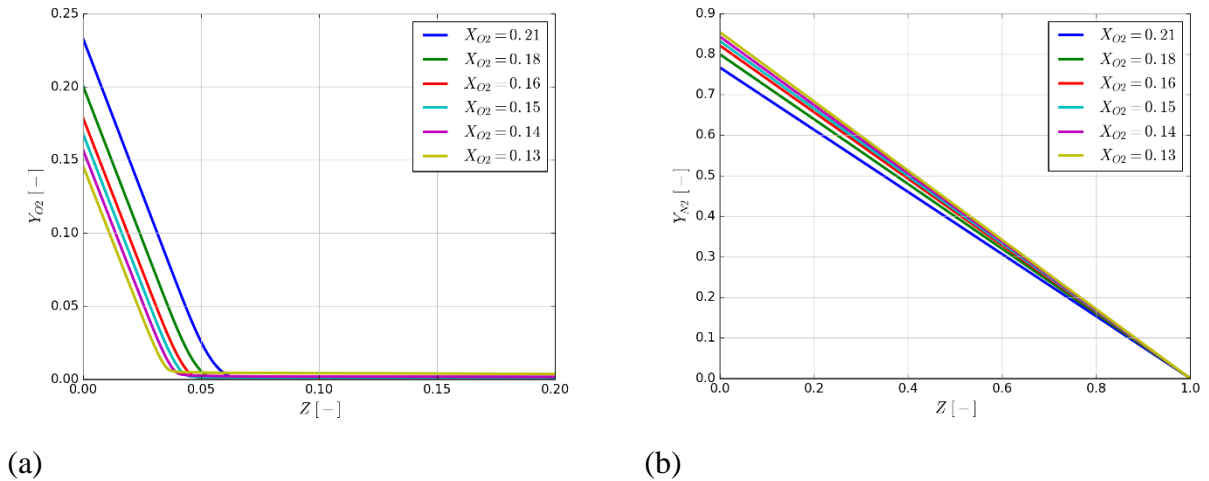 0.25
0.20
0.15
0.10
0.05
0.00
Y_{O2} [−]
0.00 0.05 0.10 0.15 0.20
Z [−]
X_{O2} = 0.21
X_{O2} = 0.18
X_{O2} = 0.16
X_{O2} = 0.15
X_{O2} = 0.14
X_{O2} = 0.13
(a)
0.9
0.8
0.7
0.6
0.5
0.4
0.3
0.2
0.1
0.0
Y_{N2} [−]
0.0 0.2 0.4 0.6 0.8 1.0
Z [−]
X_{O2} = 0.21
X_{O2} = 0.18
X_{O2} = 0.16
X_{O2} = 0.15
X_{O2} = 0.14
X_{O2} = 0.13
(b)